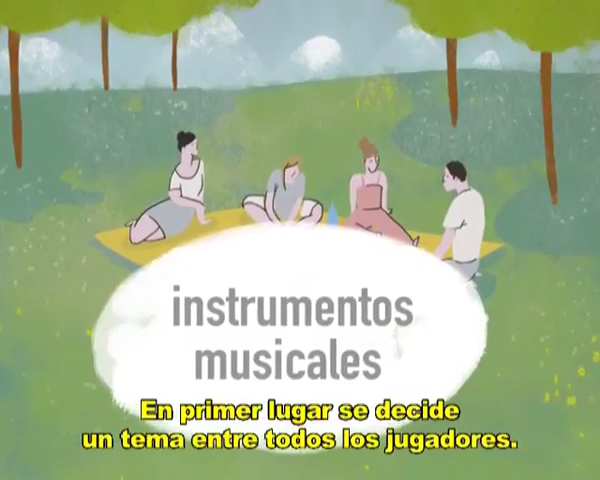 instrumentos
musicales
En primer lugar se decide
un tema entre todos los jugadores.